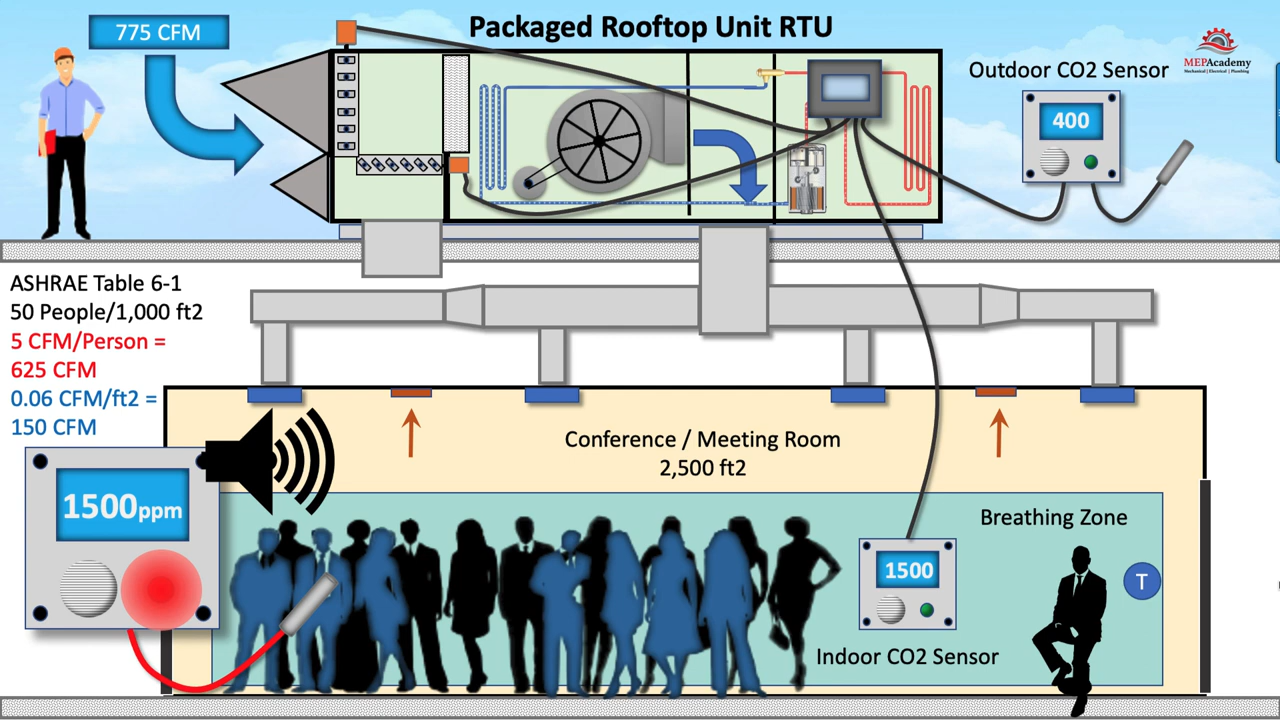 775 CFM
Packaged Rooftop Unit RTU
MEPAcademy
Mechanical | Electrical | Plumbing
Outdoor CO2 Sensor
400
ASHRAE Table 6-1
50 People/1,000 ft2
5 CFM/Person =
625 CFM
0.06 CFM/ft2 =
150 CFM
Conference / Meeting Room
2,500 ft2
1500ppm
Breathing Zone
1500
T
Indoor CO2 Sensor